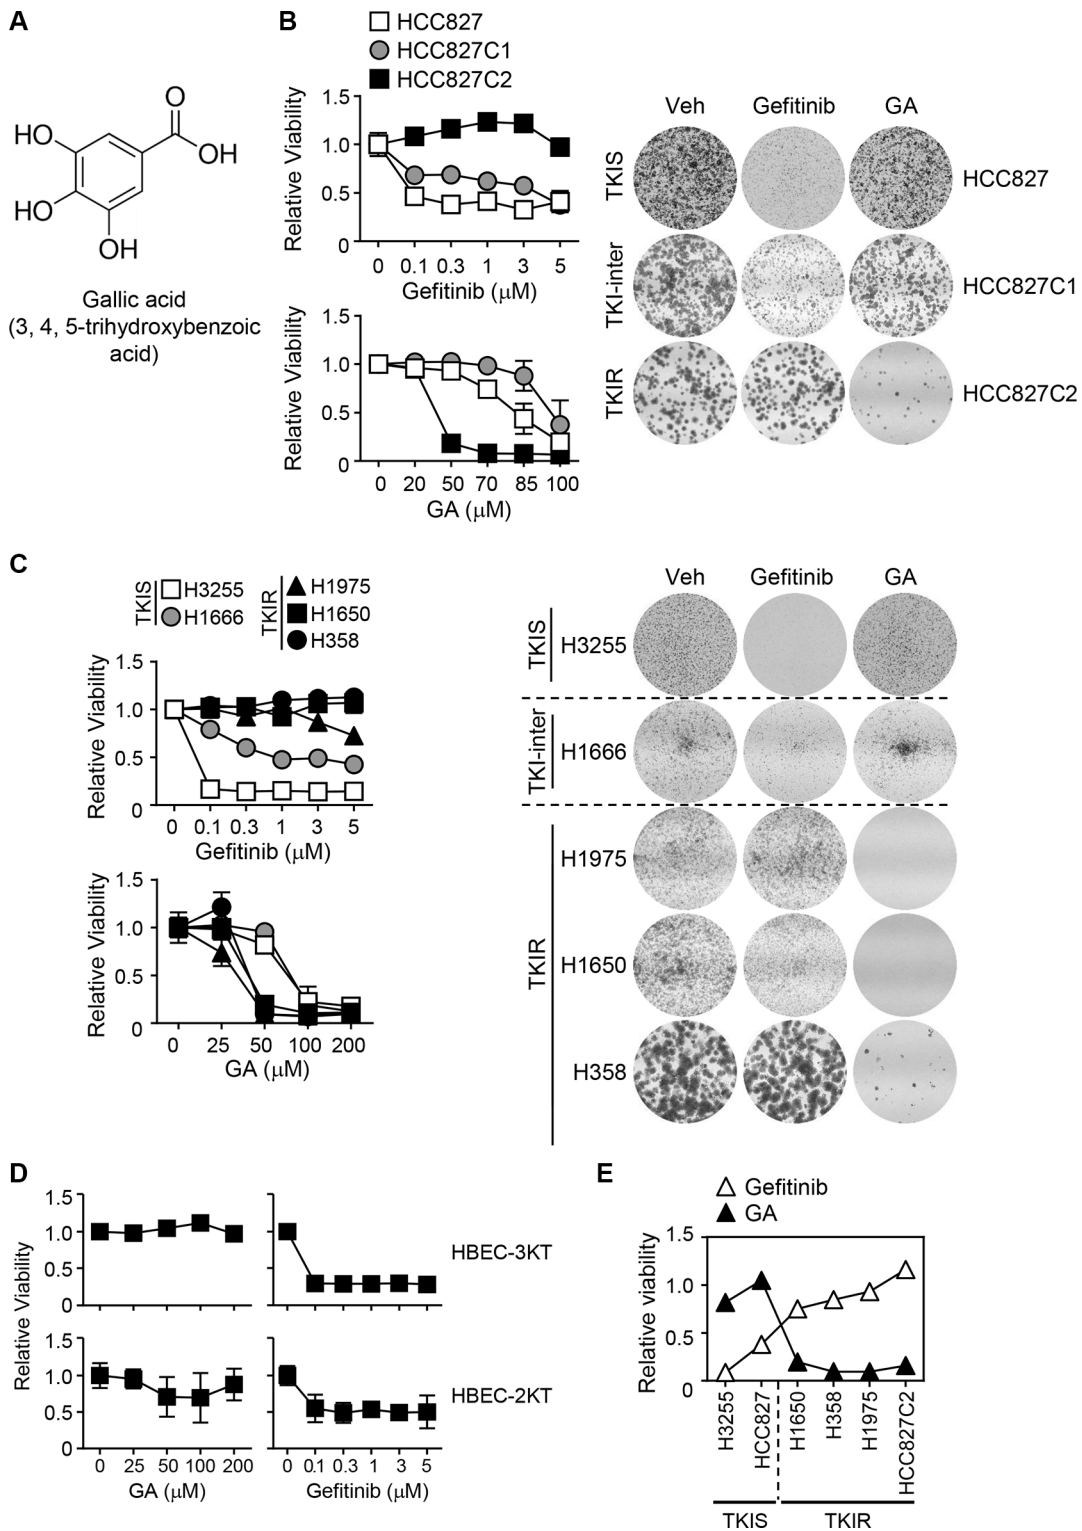 A
O
HO
OH
HO
OH
Gallic acid
(3, 4, 5-trihydroxybenzoic
acid)
B
HCC827
HCC827C1
HCC827C2
Relative Viability
1.5
1.0
0.5
0
0 0.1 0.3 1 3 5
Gefitinib (μM)
Relative Viability
1.5
1.0
0.5
0
0 20 50 70 85 100
GA (μM)
Veh Gefitinib GA
TKIS HCC827
TKI-inter HCC827C1
TKIR HCC827C2
C
TKIS
H3255
H1666
TKIR
H1975
H1650
H358
Relative Viability
1.5
1.0
0.5
0
0 0.1 0.3 1 3 5
Gefitinib (μM)
Relative Viability
1.5
1.0
0.5
0
0 25 50 100 200
GA (μM)
Veh Gefitinib GA
TKIS H3255
TKI-inter H1666
TKIR
H1975
H1650
H358
D
Relative Viability
1.5
1.0
0.5
0
HBEC-3KT
1.5
1.0
0.5
0
HBEC-2KT
0 25 50 100 200
GA (μM)
0 0.1 0.3 1 3 5
Gefitinib (μM)
E
Gefitinib
GA
Relative viability
1.5
1.0
0.5
0
H3255 HCC827 H1650 H358 H1975 HCC827C2
TKIS TKIR